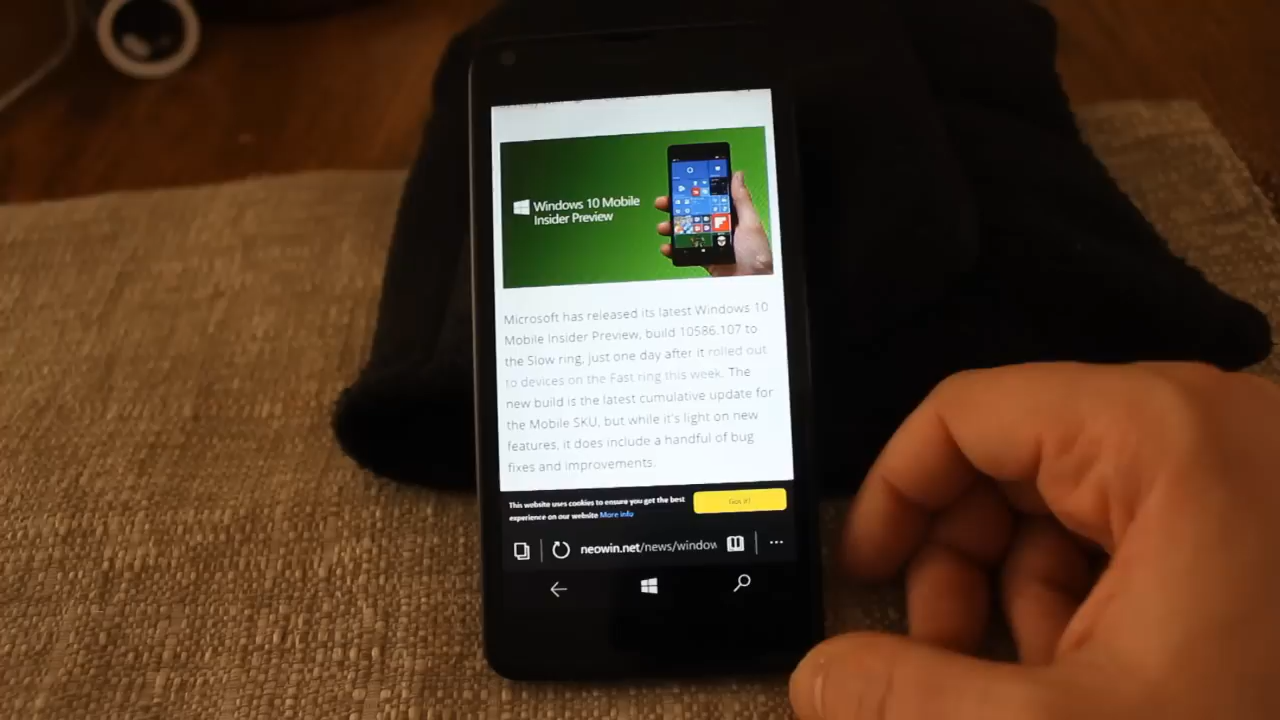 Windows 10 Mobile
Insider Preview
Microsoft has released its latest Windows 10
Mobile Insider Preview, build 10586.107 to
the Slow ring, just one day after it rolled out
to devices on the Fast ring this week. The
new build is the latest cumulative update for
the Mobile SKU, but while it's light on new
features, it does include a handful of bug
fixes and improvements.
This website uses cookies to ensure you get the best
experience on our website More info
Got it!
neowin.net/news/window